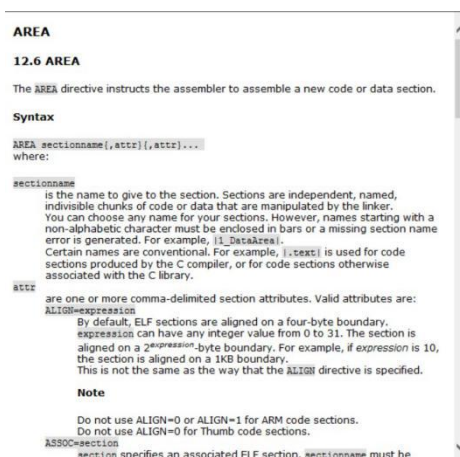 AREA
12.6 AREA
The AREA directive instructs the assembler to assemble a new code or data section.
Syntax
AREA sectionname{,attr}{,attr}...
where:
sectionname
is the name to give to the section. Sections are independent, named,
indivisible chunks of code or data that are manipulated by the linker.
You can choose any name for your sections. However, names starting with a
non-alphabetic character must be enclosed in bars or a missing section name
error is generated. For example, |1_DataArea|.
Certain names are conventional. For example, |.text| is used for code
sections produced by the C compiler, or for code sections otherwise
associated with the C library.
attr
are one or more comma-delimited section attributes. Valid attributes are:
ALIGN=expression
By default, ELF sections are aligned on a four-byte boundary.
expression can have any integer value from 0 to 31. The section is
aligned on a 2^expression-byte boundary. For example, if expression is 10,
the section is aligned on a 1KB boundary.
This is not the same as the way that the ALIGN directive is specified.
Note
Do not use ALIGN=0 or ALIGN=1 for ARM code sections.
Do not use ALIGN=0 for Thumb code sections.
ASSOC=section
section specifies an associated ELF section. sectionname must be